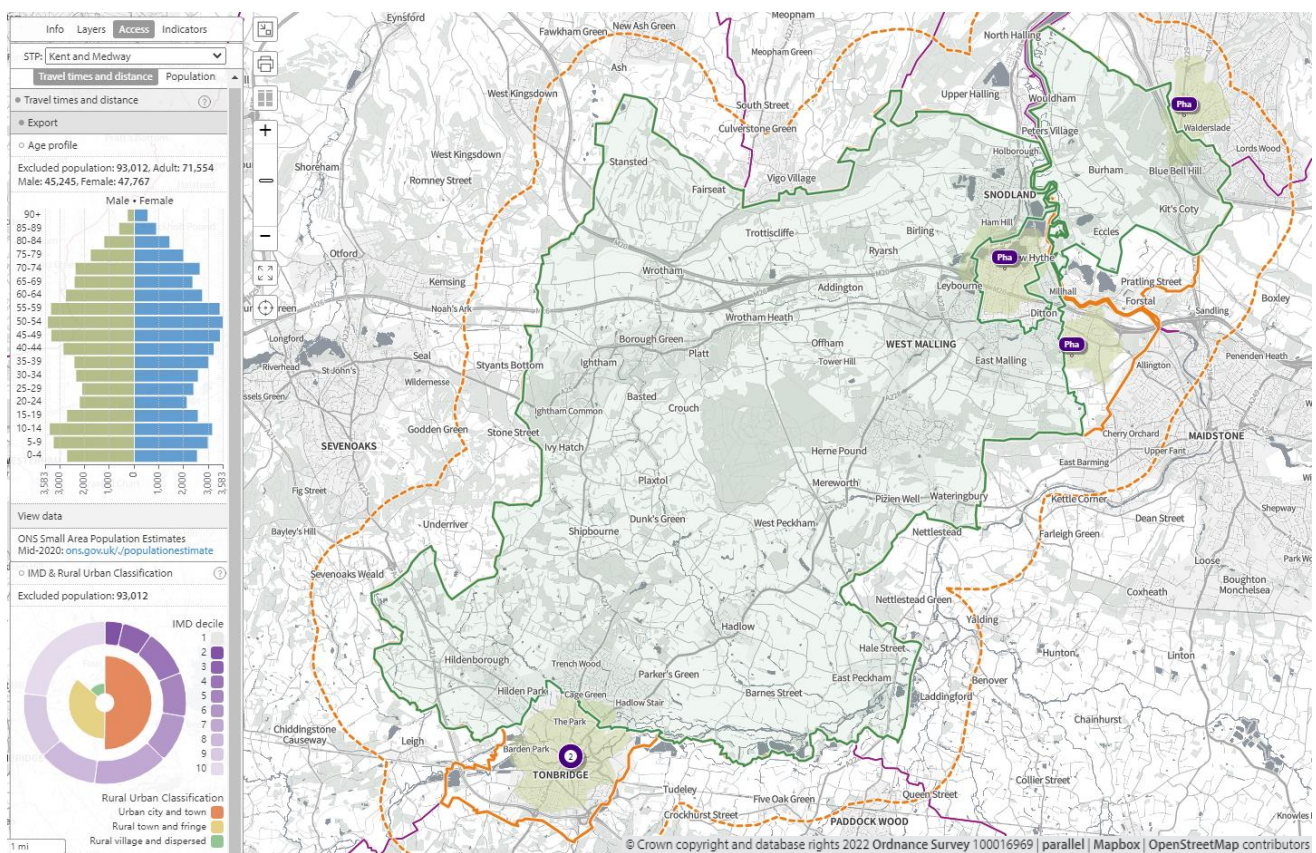 Info Layers Access Indicators
STP: Kent and Medway
Travel times and distance Population
Travel times and distance ?
Export
Age profile
Excluded population: 93,012, Adult: 71,554
Male: 45,245, Female: 47,767
Male • Female
90+
85-89
80-84
75-79
70-74
65-69
60-64
55-59
50-54
45-49
40-44
35-39
30-34
25-29
20-24
15-19
10-14
5-9
0-4
3,583 3,000 2,000 1,000 0 1,000 2,000 3,000 3,583
View data
ONS Small Area Population Estimates
Mid-2020: ons.gov.uk/./populationestimate
IMD & Rural Urban Classification ?
Excluded population: 93,012
IMD decile
1
2
3
4
5
6
7
8
9
10
Rural Urban Classification
Urban city and town
Rural town and fringe
Rural village and dispersed
1 mi
+
−
Eynsford
Fawkham Green
New Ash Green
Meopham
Meopham Green
North Halling
Ash
West Kingsdown
South Street
Culverstone Green
Upper Halling
Wouldham
Pha
Walderslade
Peters Village
Lords Wood
Shoreham
West Kingsdown
Romney Street
Stansted
Fairseat
Vigo Village
Holborough
Burham
Blue Bell Hill
SNODLAND
Kit's Coty
Otford
Trottiscliffe
Birling
Ham Hill
Eccles
Kemsing
Wrotham
Ryarsh
Pha
w Hythe
Addington
Leybourne
Millhall
Pratling Street
Forstal
Boxley
Noah's Ark
Wrotham Heath
Ditton
Sandling
Longford
Riverhead
St John's
Seal
Styants Bottom
Borough Green
Platt
Offham
Tower Hill
WEST MALLING
Pha
East Malling
Allington
Penenden Heath
Ightham
Wildernesse
sels Green
Basted
Crouch
Ightham Common
Godden Green
Stone Street
SEVENOAKS
Ivy Hatch
Herne Pound
Cherry Orchard
MAIDSTONE
Upper Fant
East Barming
Fig Street
Plaxtol
Mereworth
Pizien Well
Wateringbury
Kettle Corner
Dean Street
Shepway
Bayley's Hill
Underriver
Shipbourne
Dunk's Green
West Peckham
Nettlestead
Farleigh Green
Loose
Park Wo
Sevenoaks Weald
Boughton
Monchelsea
Nettlestead Green
Coxheath
Yalding
Hadlow
Hale Street
Hunton
Linton
Hildenborough
Trench Wood
Parker's Green
East Peckham
Benover
Hilden Park
Cage Green
Hadlow Stair
Barnes Street
Laddingford
Chiddingstone
Causeway
Leigh
The Park
Barden Park
2
TONBRIDGE
Chainhurst
Tudeley
Five Oak Green
Crockhurst Street
Queen Street
Collier Street
PADDOCK WOOD
Knowles
A228
A20
M20
M26
A25
A227
A26
A21
© Crown copyright and database rights 2022 Ordnance Survey 100016969 | parallel | Mapbox | OpenStreetMap contributors